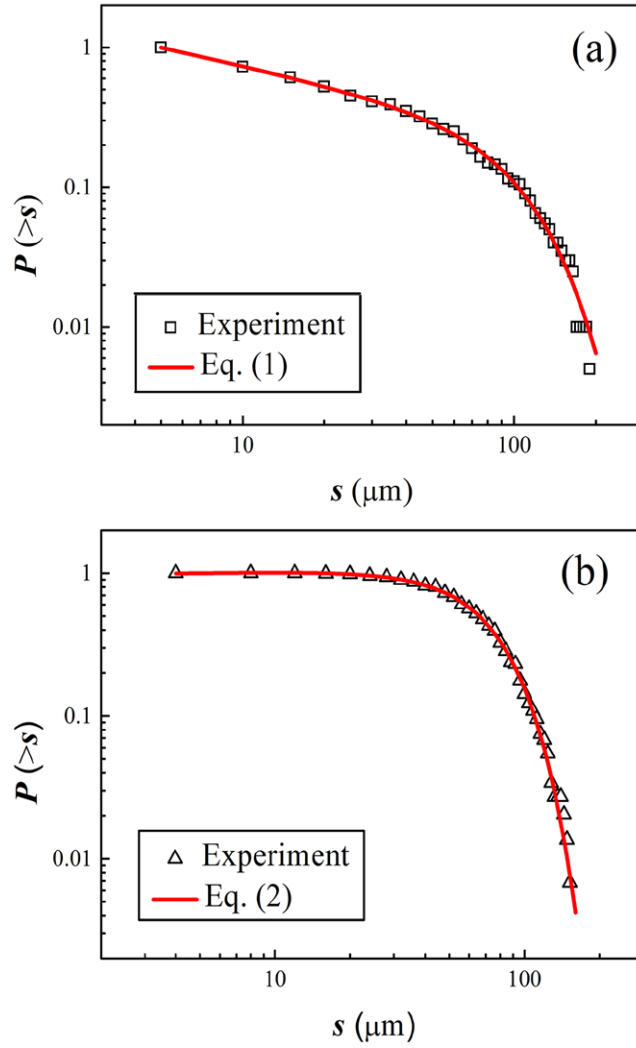 (a)
1
0.1
0.01
P (>s)
Experiment
Eq. (1)
10
100
s (μm)
(b)
1
0.1
0.01
P (>s)
Experiment
Eq. (2)
10
100
s (μm)